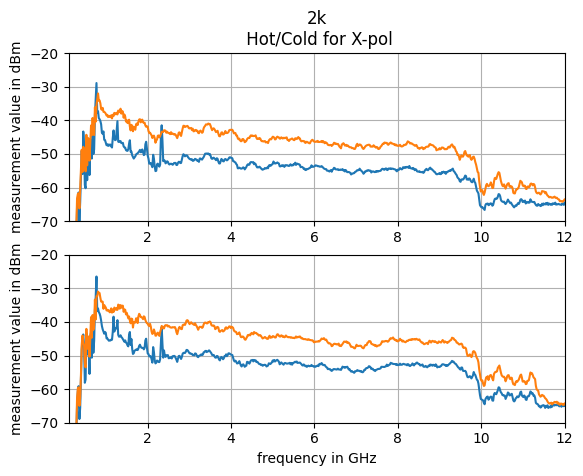 2k
Hot/Cold for X-pol
measurement value in dBm
−20
−30
−40
−50
−60
−70
2 4 6 8 10 12
measurement value in dBm
−20
−30
−40
−50
−60
−70
2 4 6 8 10 12
frequency in GHz